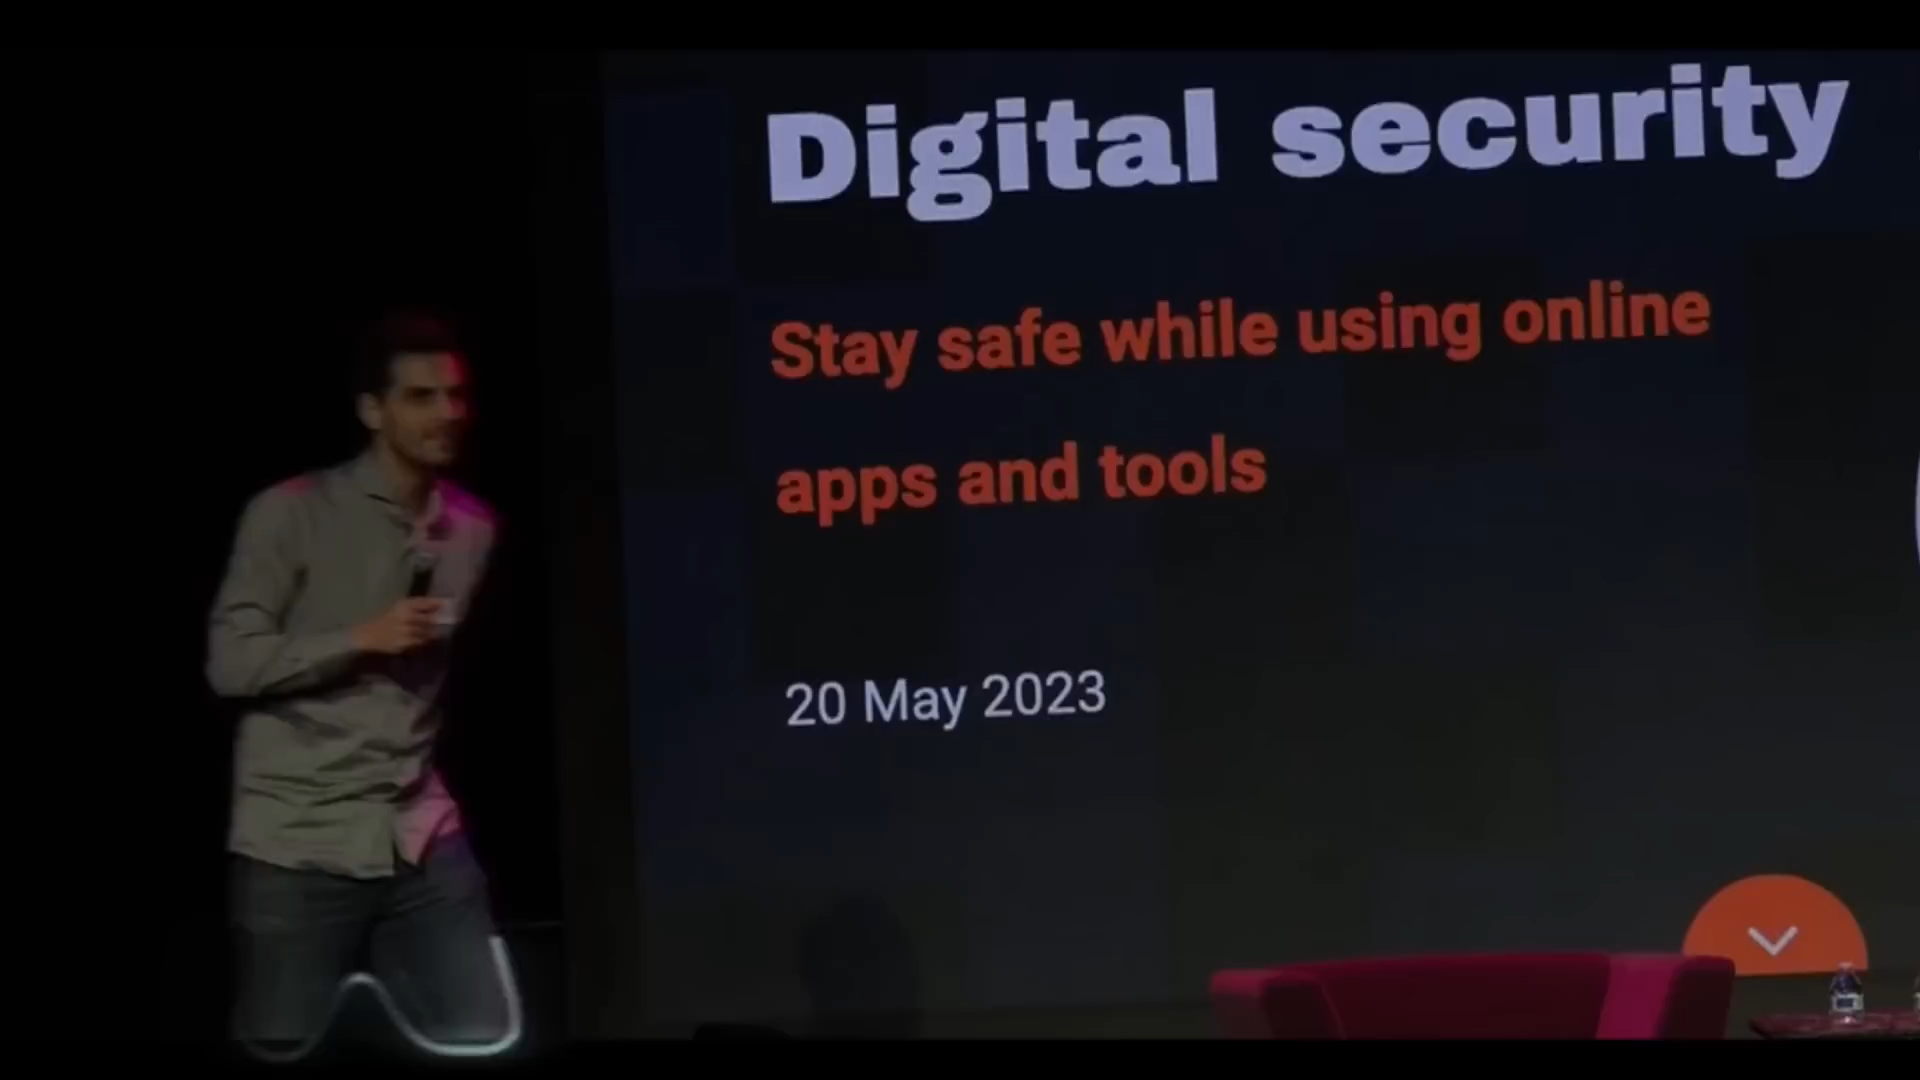 Digital security
Stay safe while using online
apps and tools
20 May 2023